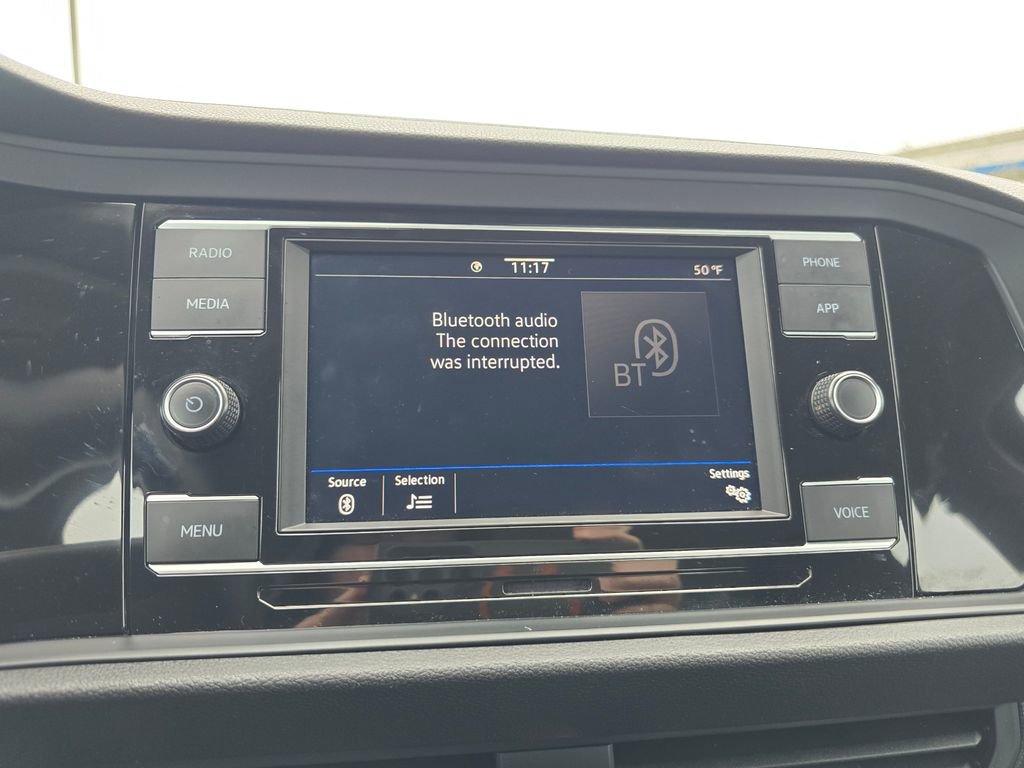 RADIO
MEDIA
MENU
11:17
50°F
Bluetooth audio
The connection
was interrupted.
BT
Source
Selection
Settings
PHONE
APP
VOICE